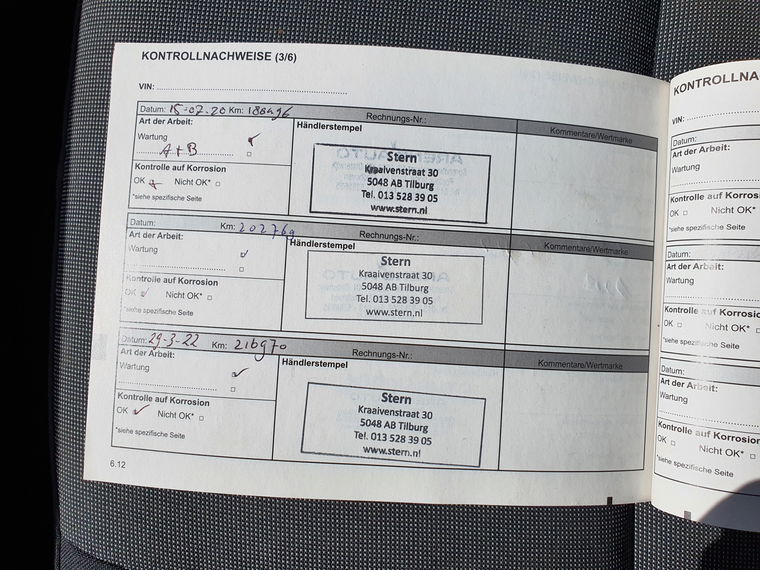 KONTROLLNACHWEISE (3/6)
VIN:
Datum: 15-07-20 Km: 180496 Rechnungs-Nr.: Kommentare/Wertmarke
Art der Arbeit: Händlerstempel
Wartung
A+B
Kontrolle auf Korrosion
OK Nicht OK*
*siehe spezifische Seite
Stern
Kraaivenstraat 30
5048 AB Tilburg
Tel. 013 528 39 05
www.stern.nl
Datum: Km: 202769 Rechnungs-Nr.: Kommentare/Wertmarke
Art der Arbeit: Händlerstempel
Wartung
Kontrolle auf Korrosion
OK Nicht OK*
*siehe spezifische Seite
Stern
Kraaivenstraat 30
5048 AB Tilburg
Tel. 013 528 39 05
www.stern.nl
Datum: 29-3-22 Km: 216970 Rechnungs-Nr.: Kommentare/Wertmarke
Art der Arbeit: Händlerstempel
Wartung
Kontrolle auf Korrosion
OK Nicht OK*
*siehe spezifische Seite
Stern
Kraaivenstraat 30
5048 AB Tilburg
Tel. 013 528 39 05
www.stern.nl
6.12
KONTROLLNA
VIN:
Datum:
Art der Arbeit:
Wartung
Kontrolle auf Korrosion
OK Nicht OK*
*siehe spezifische Seite
Datum:
Art der Arbeit:
Wartung
Kontrolle auf Korrosio
OK Nicht OK*
*siehe spezifische Seite
Datum:
Art der Arbeit:
Wartung
Kontrolle auf Korrosio
OK Nicht OK*
*siehe spezifische Seite